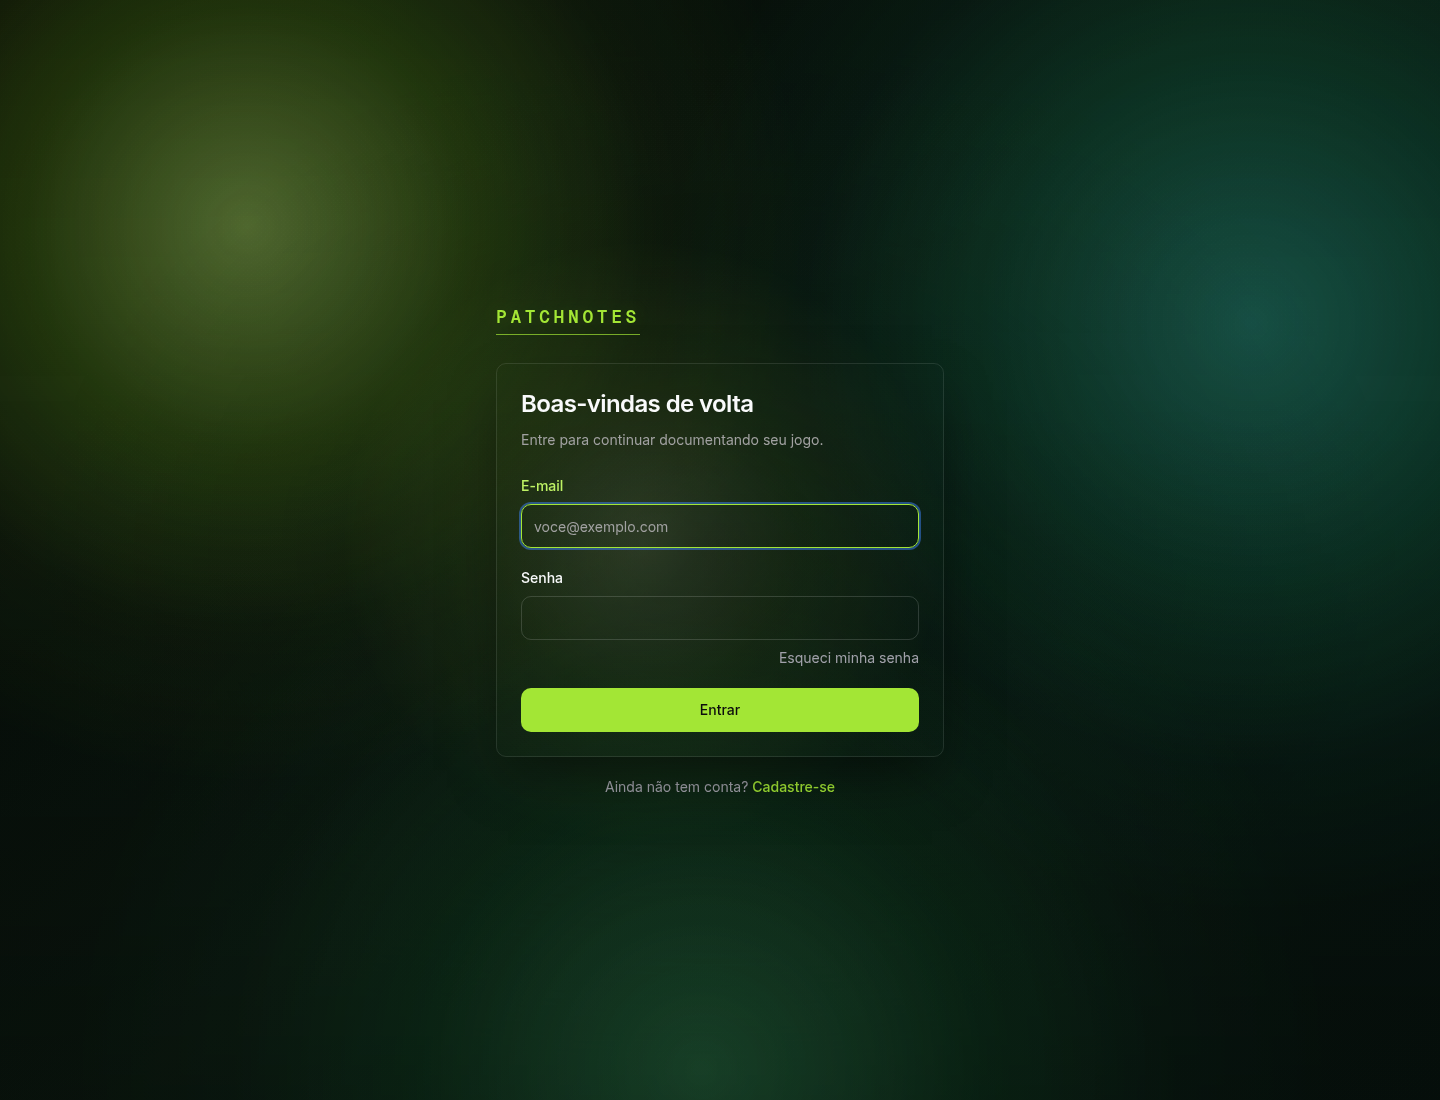 PATCHNOTES
Boas-vindas de volta
Entre para continuar documentando seu jogo.
E-mail
voce@exemplo.com
Senha
Esqueci minha senha
Entrar
Ainda não tem conta? Cadastre-se